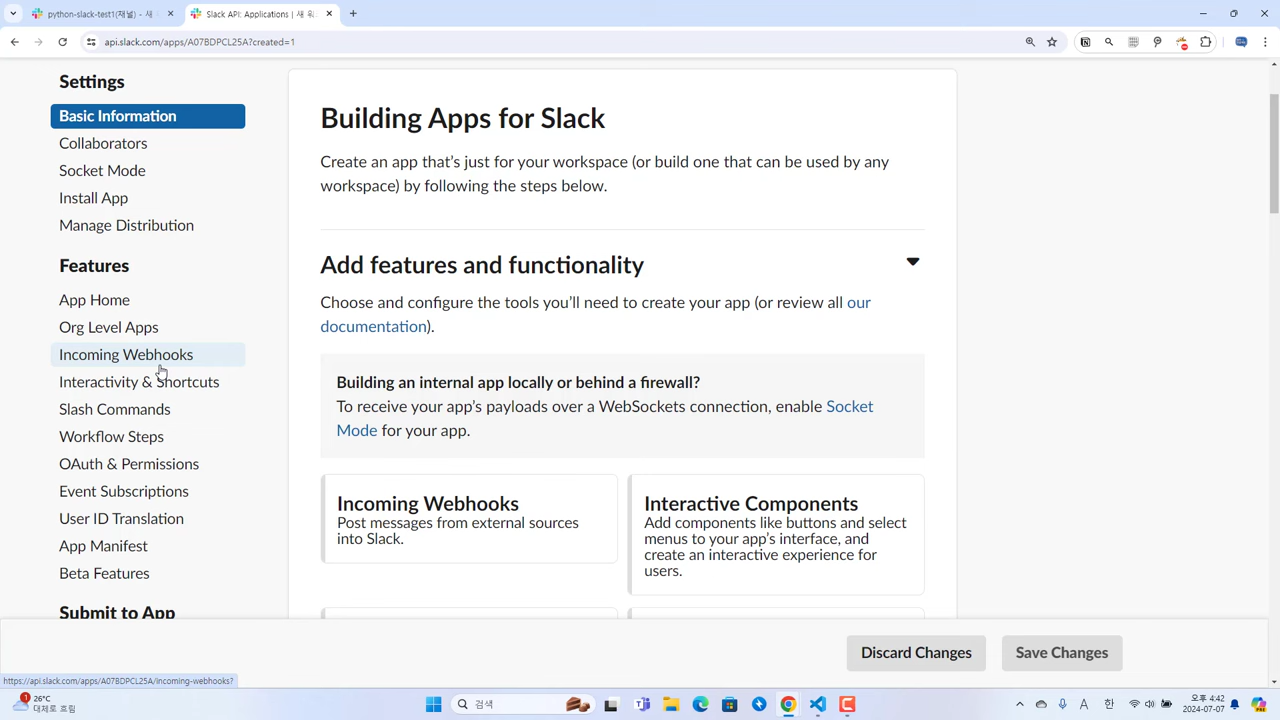 python-slack-test1(채널) - 새
Slack API: Applications | 새 워
api.slack.com/apps/A07BDPCL25A?created=1
Settings
Basic Information
Collaborators
Socket Mode
Install App
Manage Distribution
Features
App Home
Org Level Apps
Incoming Webhooks
Interactivity & Shortcuts
Slash Commands
Workflow Steps
OAuth & Permissions
Event Subscriptions
User ID Translation
App Manifest
Beta Features
Submit to App
Building Apps for Slack
Create an app that’s just for your workspace (or build one that can be used by any
workspace) by following the steps below.
Add features and functionality
Choose and configure the tools you’ll need to create your app (or review all our
documentation).
Building an internal app locally or behind a firewall?
To receive your app’s payloads over a WebSockets connection, enable Socket
Mode for your app.
Incoming Webhooks
Post messages from external sources
into Slack.
Interactive Components
Add components like buttons and select
menus to your app’s interface, and
create an interactive experience for
users.
Discard Changes
Save Changes
https://api.slack.com/apps/A07BDPCL25A/incoming-webhooks?
1
26°C
대체로 흐림
검색
A
한
오후 4:42
2024-07-07